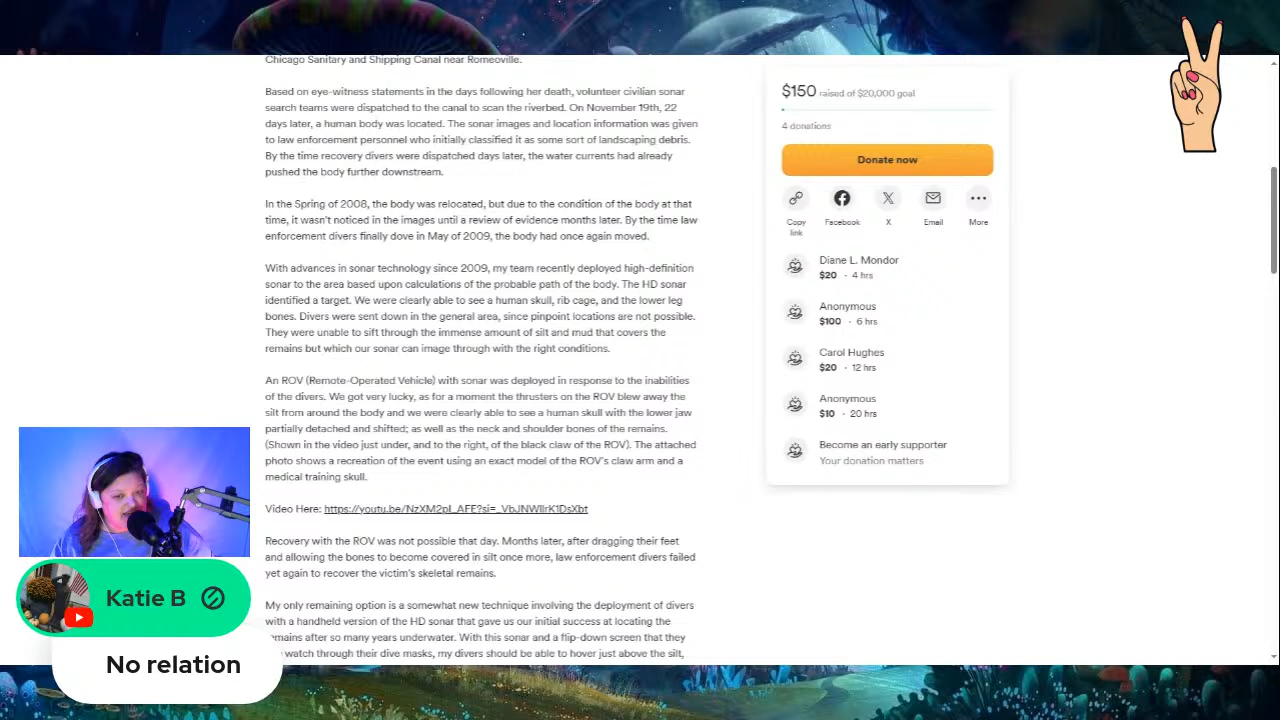 Chicago Sanitary and Shipping Canal near Romeoville.
Based on eye-witness statements in the days following her death, volunteer civilian sonar
search teams were dispatched to the canal to scan the riverbed. On November 19th, 22
days later, a human body was located. The sonar images and location information was given
to law enforcement personnel who initially classified it as some sort of landscaping debris.
By the time recovery divers were dispatched days later, the water currents had already
pushed the body further downstream.
In the Spring of 2008, the body was relocated, but due to the condition of the body at that
time, it wasn't noticed in the images until a review of evidence months later. By the time law
enforcement divers finally dove in May of 2009, the body had once again moved.
With advances in sonar technology since 2009, my team recently deployed high-definition
sonar to the area based upon calculations of the probable path of the body. The HD sonar
identified a target. We were clearly able to see a human skull, rib cage, and the lower leg
bones. Divers were sent down in the general area, since pinpoint locations are not possible.
They were unable to sift through the immense amount of silt and mud that covers the
remains but which our sonar can image through with the right conditions.
An ROV (Remote-Operated Vehicle) with sonar was deployed in response to the inabilities
of the divers. We got very lucky, as for a moment the thrusters on the ROV blew away the
silt from around the body and we were clearly able to see a human skull with the lower jaw
partially detached and shifted; as well as the neck and shoulder bones of the remains.
(Shown in the video just under, and to the right, of the black claw of the ROV). The attached
photo shows a recreation of the event using an exact model of the ROV's claw arm and a
medical training skull.
Video Here:
Recovery with the ROV was not possible that day. Months later, after dragging their feet
and allowing the bones to become covered in silt once more, law enforcement divers failed
yet again to recover the victim's skeletal remains.
My only remaining option is a somewhat new technique involving the deployment of divers
with a handheld version of the HD sonar that gave us our initial success at locating the
emains after so many years underwater. With this sonar and a flip-down screen that they
watch through their dive masks, my divers should be able to hover just above the silt,
$150 raised of $20,000 goal
4 donations
Donate now
Copy link
Facebook
X
Email
More
Diane L. Mondor
$20 · 4 hrs
Anonymous
$100 · 6 hrs
Carol Hughes
$20 · 12 hrs
Anonymous
$10 · 20 hrs
Become an early supporter
Your donation matters
Katie B
No relation